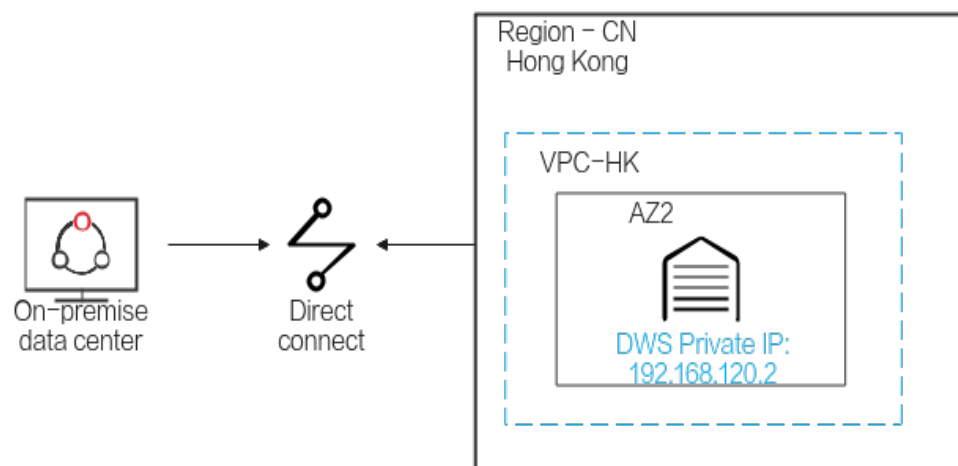 Region - CN
Hong Kong
VPC-HK
AZ2
DWS Private IP:
192.168.120.2
On-premise
data center
Direct
connect